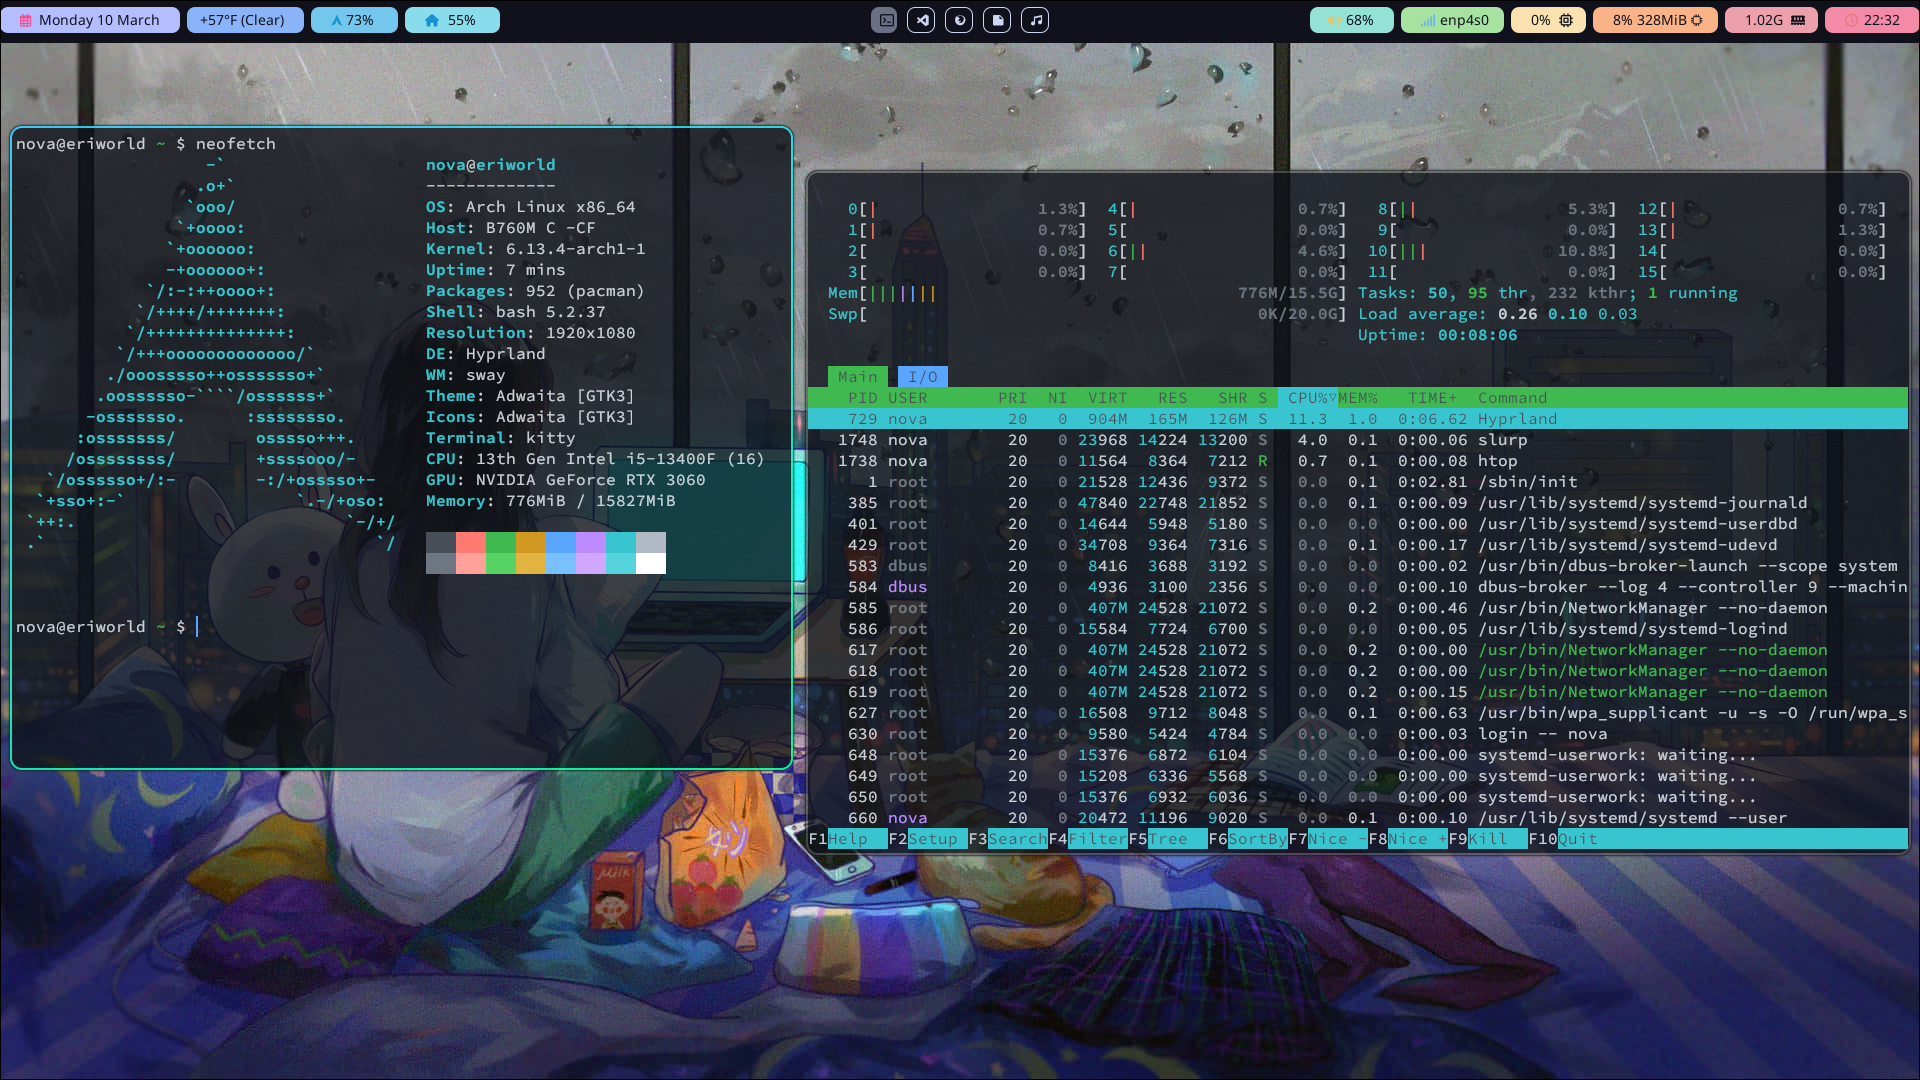 Monday 10 March
+57°F (Clear)
73%
55%
68%
enp4s0
0%
8% 328MiB
1.02G
22:32
nova@eriworld ~ $ neofetch
nova@eriworld
-------------
OS: Arch Linux x86_64
Host: B760M C -CF
Kernel: 6.13.4-arch1-1
Uptime: 7 mins
Packages: 952 (pacman)
Shell: bash 5.2.37
Resolution: 1920x1080
DE: Hyprland
WM: sway
Theme: Adwaita [GTK3]
Icons: Adwaita [GTK3]
Terminal: kitty
CPU: 13th Gen Intel i5-13400F (16)
GPU: NVIDIA GeForce RTX 3060
Memory: 776MiB / 15827MiB
nova@eriworld ~ $
0[| 1.3%] 4[| 0.7%] 8[|| 5.3%] 12[| 0.7%]
1[| 0.7%] 5[ 0.0%] 9[ 0.0%] 13[| 1.3%]
2[ 0.0%] 6[|| 4.6%] 10[||| 10.8%] 14[ 0.0%]
3[ 0.0%] 7[ 0.0%] 11[ 0.0%] 15[ 0.0%]
Mem[||||||| 776M/15.5G] Tasks: 50, 95 thr, 232 kthr; 1 running
Swp[ 0K/20.0G] Load average: 0.26 0.10 0.03
Uptime: 00:08:06
Main I/O
PID USER PRI NI VIRT RES SHR S CPU%▽MEM% TIME+ Command
729 nova 20 0 904M 165M 126M S 11.3 1.0 0:06.62 Hyprland
1748 nova 20 0 23968 14224 13200 S 4.0 0.1 0:00.06 slurp
1738 nova 20 0 11564 8364 7212 R 0.7 0.1 0:00.08 htop
1 root 20 0 21528 12436 9372 S 0.0 0.1 0:02.81 /sbin/init
385 root 20 0 47840 22748 21852 S 0.0 0.1 0:00.09 /usr/lib/systemd/systemd-journald
401 root 20 0 14644 5948 5180 S 0.0 0.0 0:00.00 /usr/lib/systemd/systemd-userdbd
429 root 20 0 34708 9364 7316 S 0.0 0.1 0:00.17 /usr/lib/systemd/systemd-udevd
583 dbus 20 0 8416 3688 3192 S 0.0 0.0 0:00.02 /usr/bin/dbus-broker-launch --scope system
584 dbus 20 0 4936 3100 2356 S 0.0 0.0 0:00.10 dbus-broker --log 4 --controller 9 --machin
585 root 20 0 407M 24528 21072 S 0.0 0.2 0:00.46 /usr/bin/NetworkManager --no-daemon
586 root 20 0 15584 7724 6700 S 0.0 0.0 0:00.05 /usr/lib/systemd/systemd-logind
617 root 20 0 407M 24528 21072 S 0.0 0.2 0:00.00 /usr/bin/NetworkManager --no-daemon
618 root 20 0 407M 24528 21072 S 0.0 0.2 0:00.00 /usr/bin/NetworkManager --no-daemon
619 root 20 0 407M 24528 21072 S 0.0 0.2 0:00.15 /usr/bin/NetworkManager --no-daemon
627 root 20 0 16508 9712 8048 S 0.0 0.1 0:00.63 /usr/bin/wpa_supplicant -u -s -O /run/wpa_s
630 root 20 0 9580 5424 4784 S 0.0 0.0 0:00.03 login -- nova
648 root 20 0 15376 6872 6104 S 0.0 0.0 0:00.00 systemd-userwork: waiting...
649 root 20 0 15208 6336 5568 S 0.0 0.0 0:00.00 systemd-userwork: waiting...
650 root 20 0 15376 6932 6036 S 0.0 0.0 0:00.00 systemd-userwork: waiting...
660 nova 20 0 20472 11196 9020 S 0.0 0.1 0:00.10 /usr/lib/systemd/systemd --user
F1Help F2Setup F3SearchF4FilterF5Tree F6SortByF7Nice -F8Nice +F9Kill F10Quit
MILK